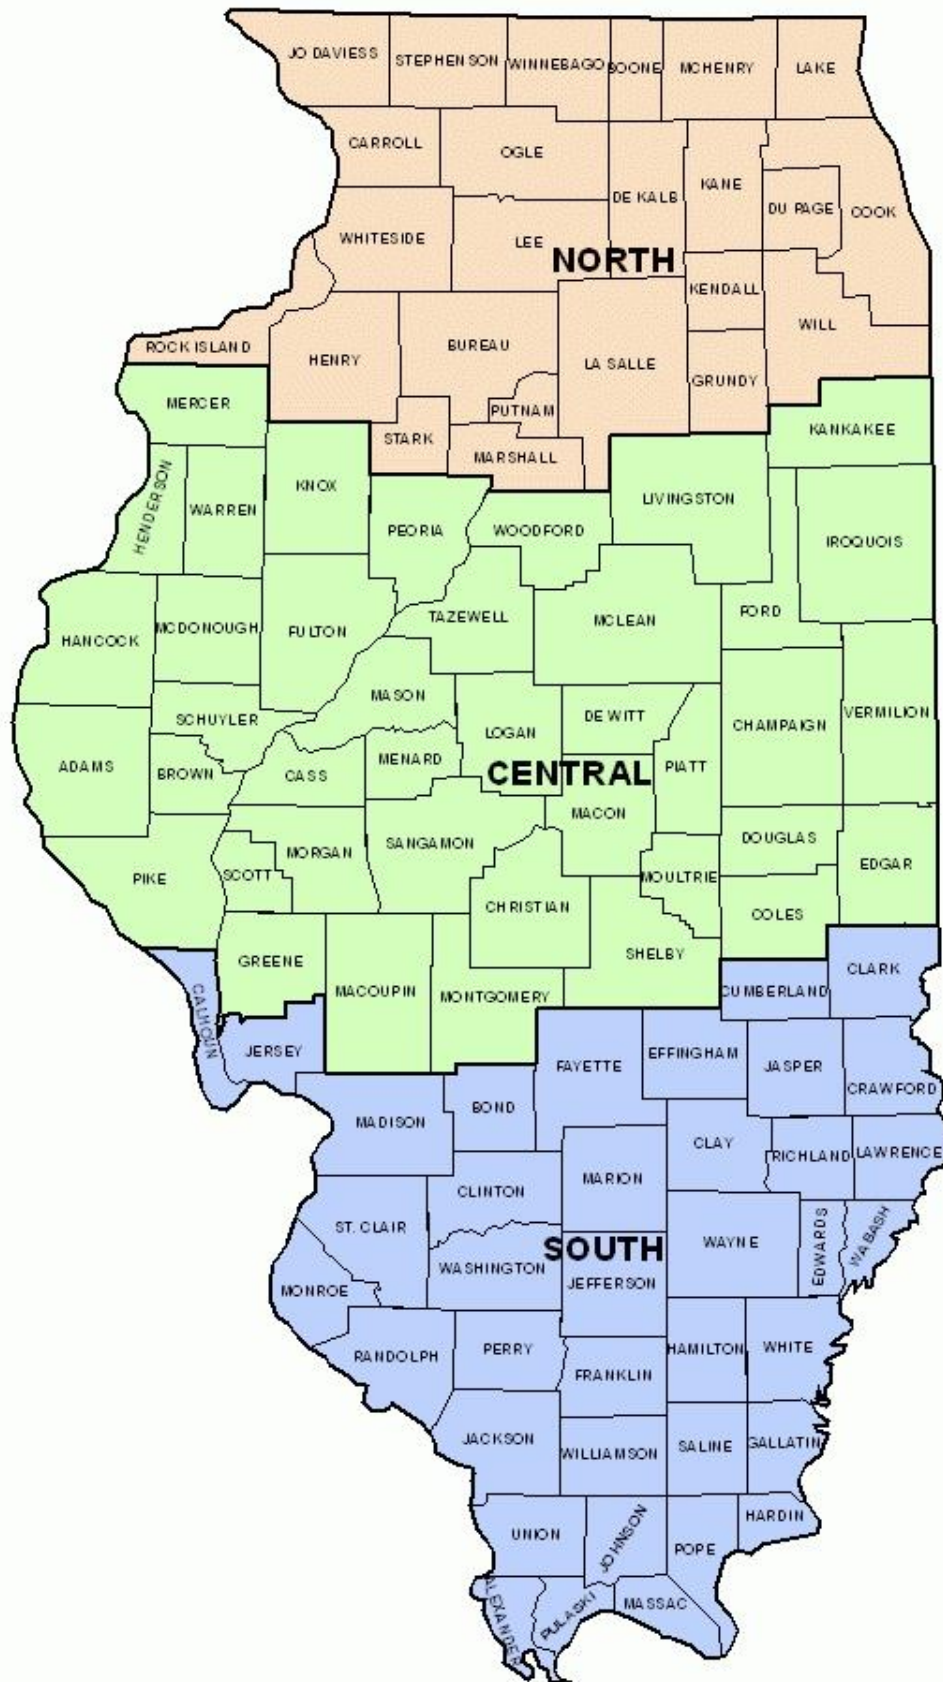 JO DAVIESS
STEPHENSON
WINNEBAGO
BOONE
MCHENRY
LAKE
CARROLL
OGLE
DE KALB
KANE
DU PAGE
COOK
WHITESIDE
LEE
NORTH
KENDALL
WILL
ROCK ISLAND
HENRY
BUREAU
LA SALLE
GRUNDY
PUTNAM
STARK
MARSHALL
MERCER
KANKAKEE
HENDERSON
WARREN
KNOX
PEORIA
WOODFORD
LIVINGSTON
IROQUOIS
HANCOCK
MCDONOUGH
FULTON
TAZEWELL
MCLEAN
FORD
MASON
SCHUYLER
LOGAN
DE WITT
CHAMPAIGN
VERMILION
ADAMS
BROWN
CASS
MENARD
CENTRAL
PIATT
MACON
PIKE
SCOTT
MORGAN
SANGAMON
MOULTRIE
DOUGLAS
EDGAR
CHRISTIAN
COLES
GREENE
MACOUPIN
MONTGOMERY
SHELBY
CUMBERLAND
CLARK
CALHOUN
JERSEY
FAYETTE
EFFINGHAM
JASPER
CRAWFORD
MADISON
BOND
CLAY
RICHLAND
LAWRENCE
CLINTON
MARION
ST. CLAIR
WASHINGTON
SOUTH
JEFFERSON
WAYNE
EDWARDS
WABASH
MONROE
RANDOLPH
PERRY
FRANKLIN
HAMILTON
WHITE
JACKSON
WILLIAMSON
SALINE
GALLATIN
UNION
JOHNSON
POPE
HARDIN
ALEXANDER
PULASKI
MASSAC